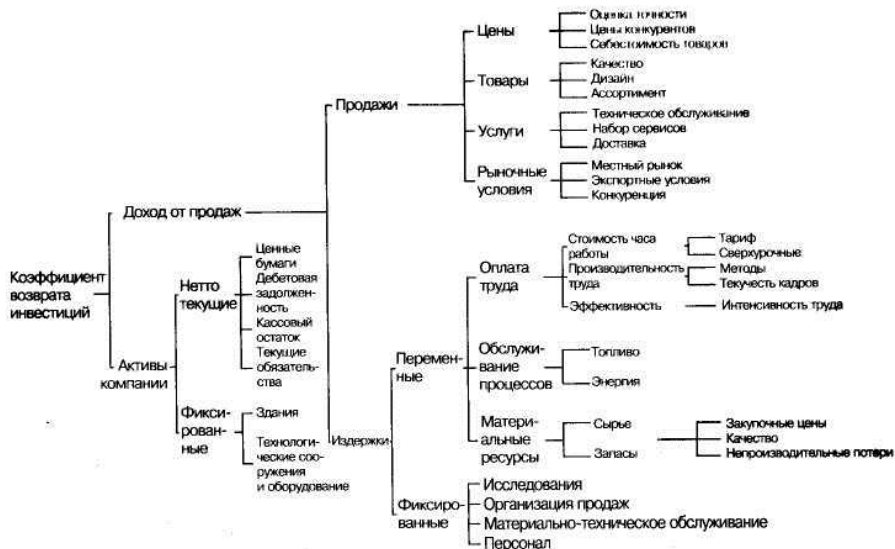 Коэффициент
возврата
инвестиций
Доход от продаж
Активы
компании
Нетто
текущие
Ценные
бумаги
Дебетовая
задолжен-
ность
Кассовый
остаток
Текущие
обязатель-
ства
Фикси-
рован-
ные
Здания
Технологи-
ческие соо-
ружения
и оборудование
Продажи
Цены
Оценка точности
Цены конкурентов
Себестоимость товаров
Товары
Качество
Дизайн
Ассортимент
Услуги
Техническое обслуживание
Набор сервисов
Доставка
Рыночные
условия
Местный рынок
Экспортные условия
Конкуренция
Издержки
Перемен-
ные
Оплата
труда
Стоимость часа
работы
Тариф
Сверхурочные
Производительность
труда
Методы
Текучесть кадров
Эффективность
Интенсивность труда
Обслужи-
вание
процессов
Топливо
Энергия
Матери-
альные
ресурсы
Сырье
Запасы
Закупочные цены
Качество
Непроизводительные потери
Фиксиро-
ванные
Исследования
Организация продаж
Материально-техническое обслуживание
Персонал